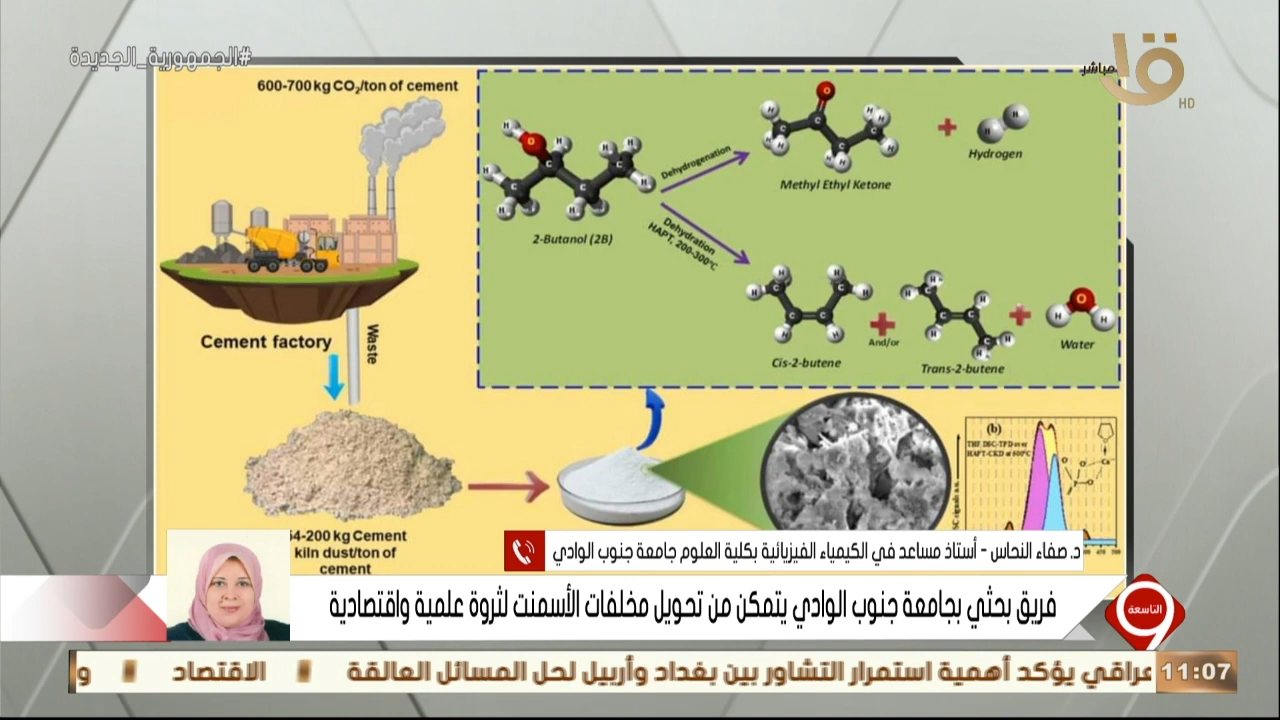 #الجمهورية_الجديدة
مباشر
HD
600-700 kg CO₂/ton of cement
Cement factory
Waste
2-Butanol (2B)
Dehydrogenation
Methyl Ethyl Ketone
Hydrogen
Dehydration
HAPT, 200-300°C
Cis-2-butene
And/or
Trans-2-butene
Water
(b)
kg Cement
kiln dust/ton of
cement
د. صفاء النحاس - أستاذ مساعد في الكيمياء الفيزيائية بكلية العلوم جامعة جنوب الوادي
فريق بحثي بجامعة جنوب الوادي يتمكن من تحويل مخلفات الأسمنت لثروة علمية واقتصادية
التاسعة
11:07
يؤكد أهمية استمرار التشاور بين بغداد وأربيل لحل المسائل العالقة
الاقتصاد